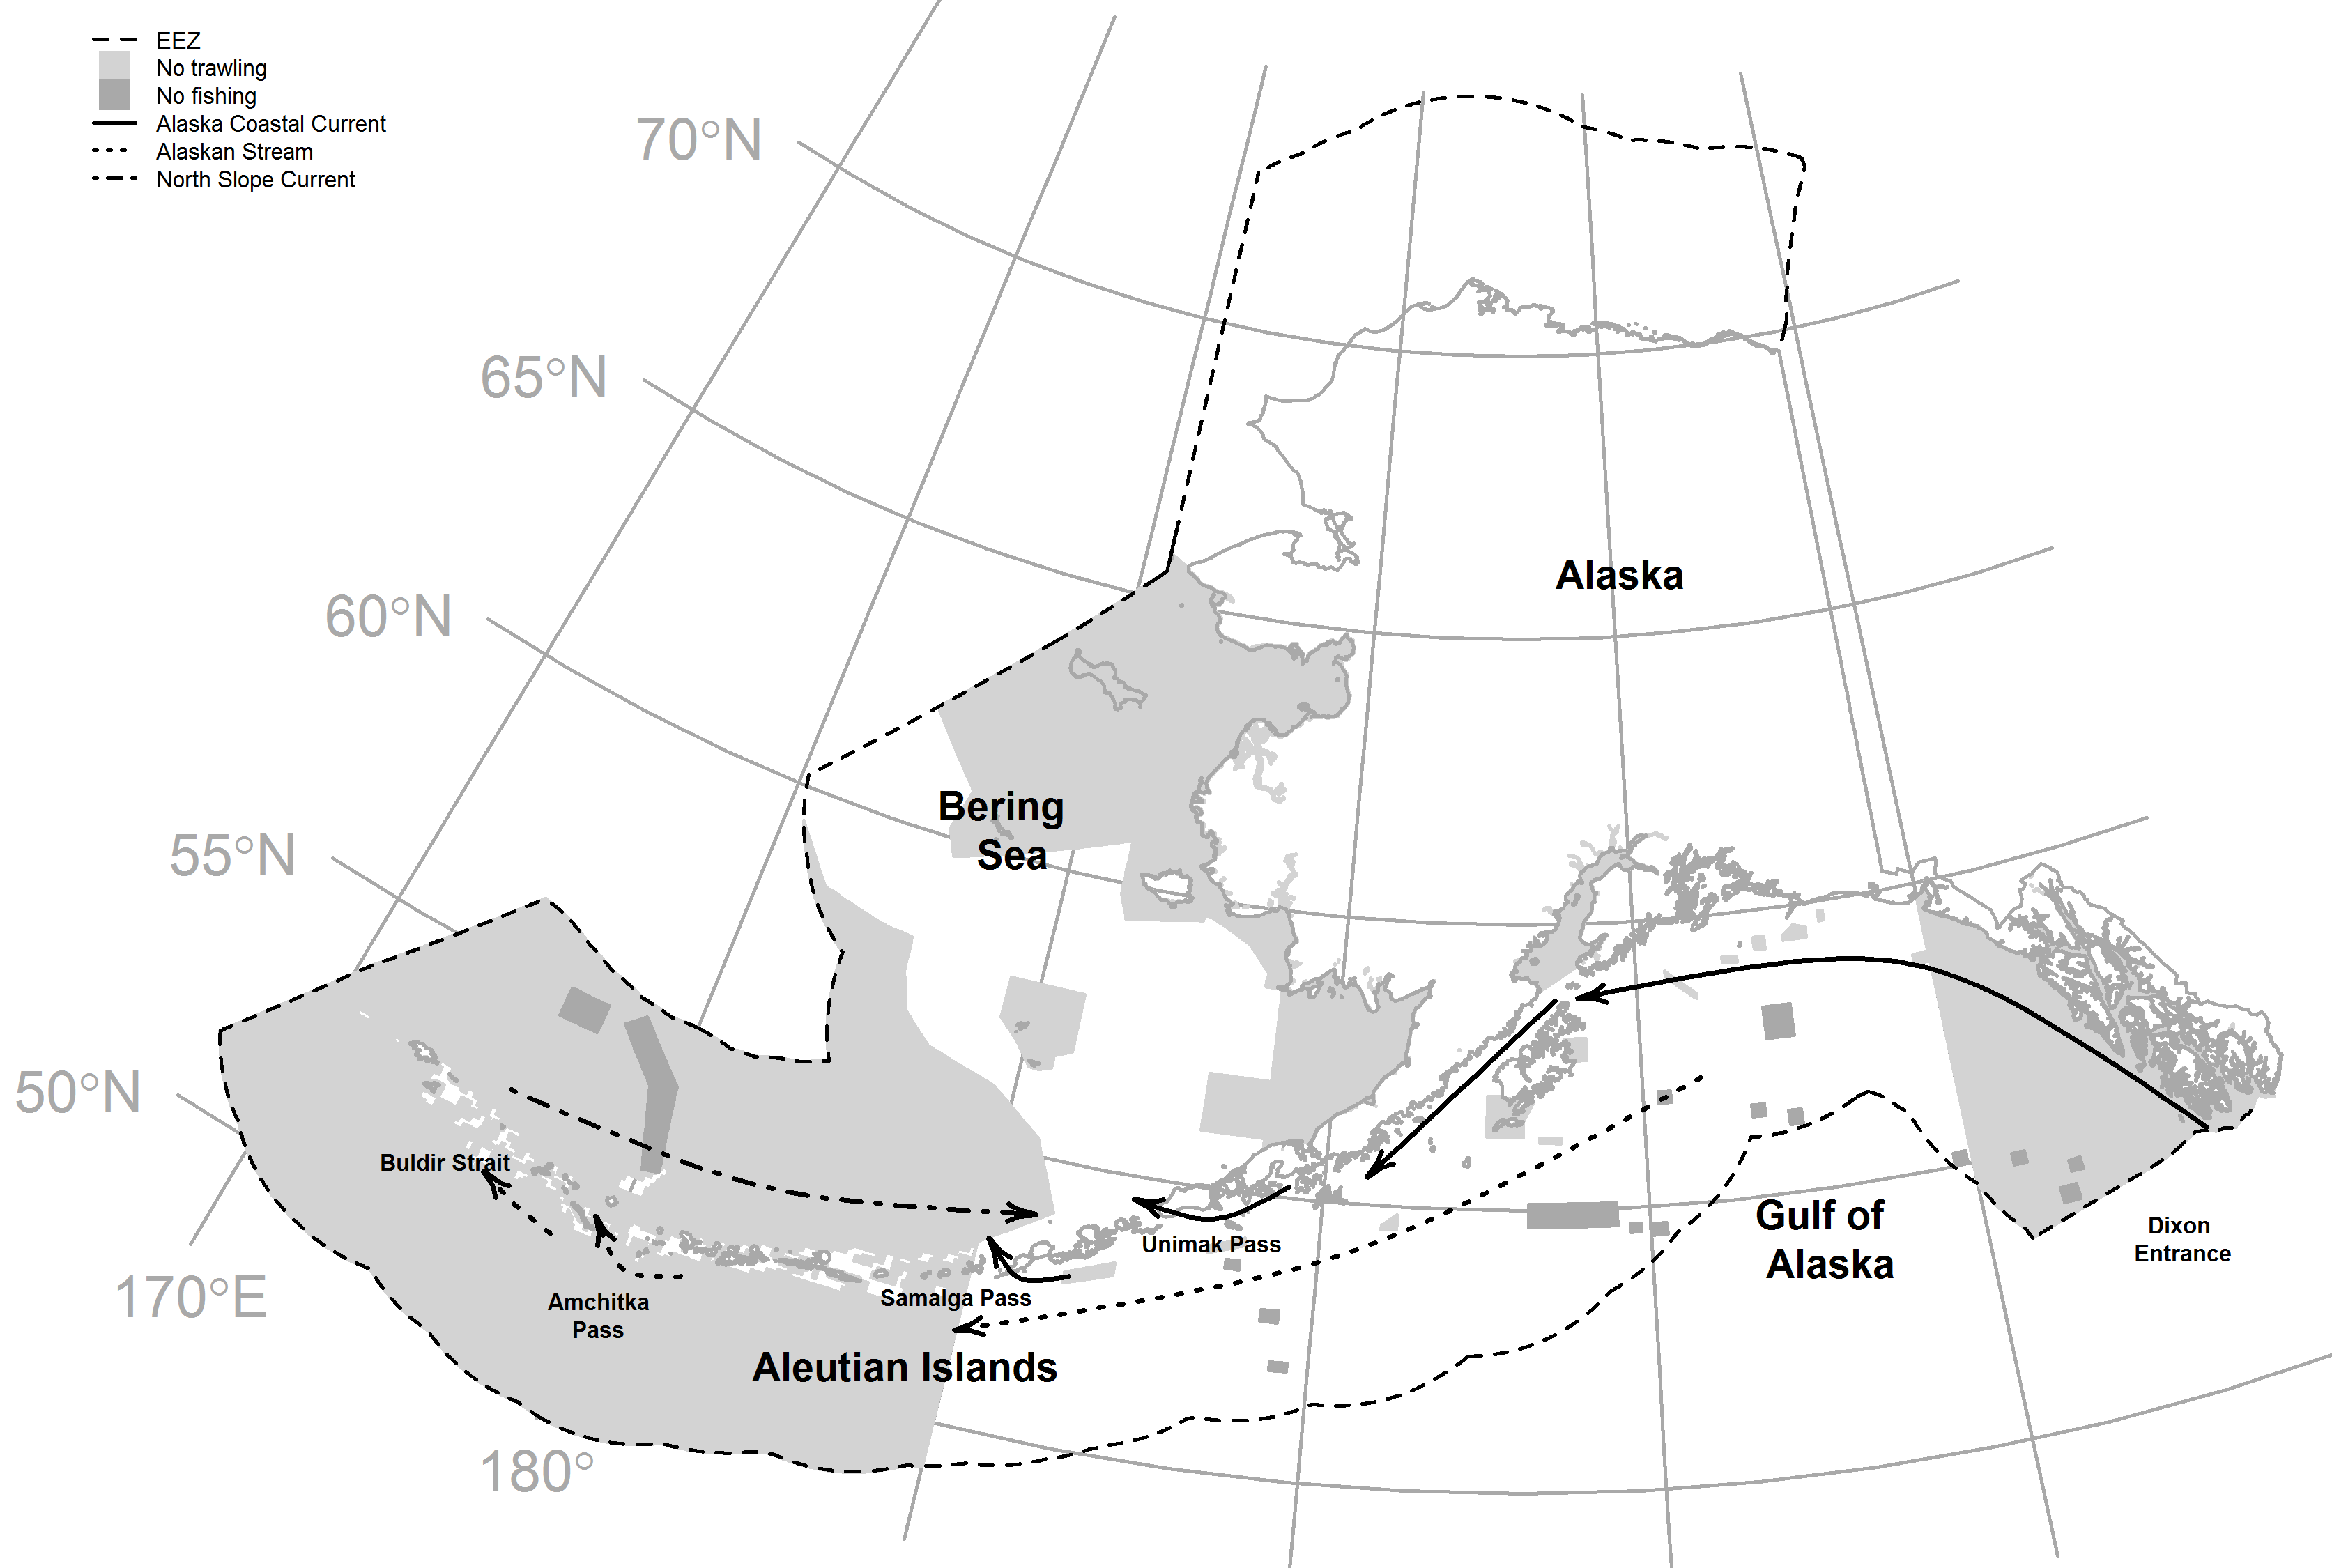 EEZ
No trawling
No fishing
Alaska Coastal Current
Alaskan Stream
North Slope Current
70°N
65°N
60°N
55°N
50°N
170°E
180°
Alaska
Bering
Sea
Buldir Strait
Amchitka
Pass
Samalga Pass
Unimak Pass
Aleutian Islands
Gulf of
Alaska
Dixon
Entrance